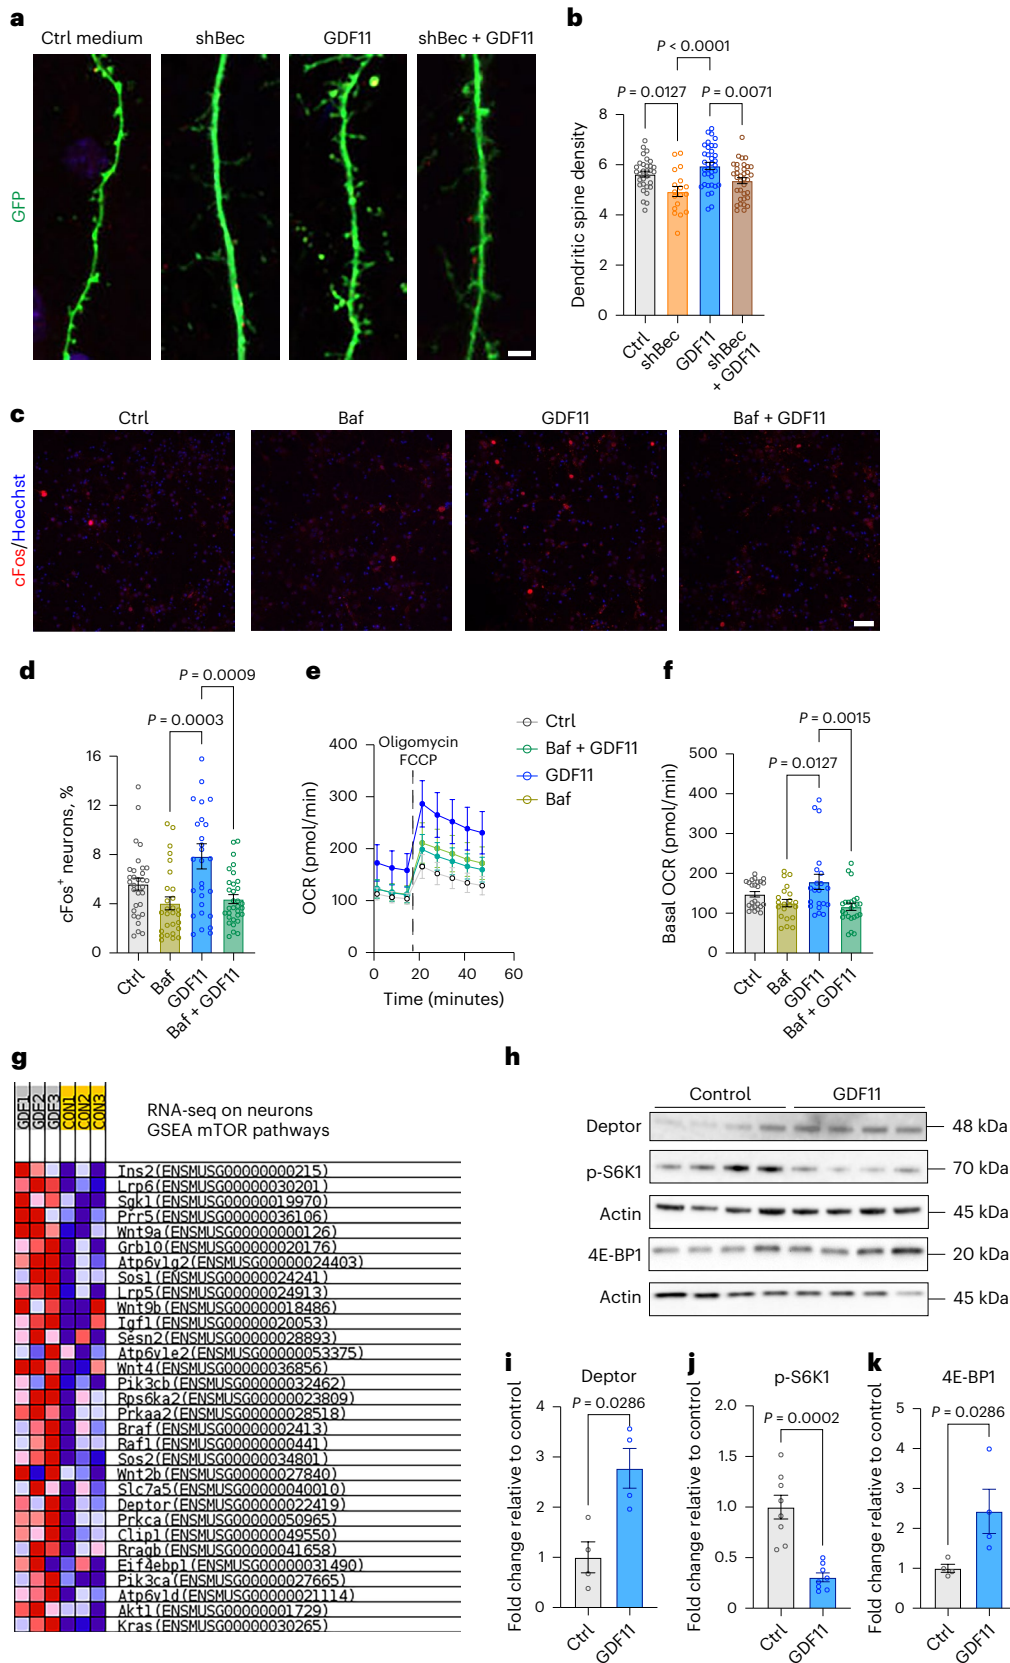 a
Ctrl medium
shBec
GDF11
shBec + GDF11
GFP
b
P < 0.0001
P = 0.0127
P = 0.0071
Dendritic spine density
8
6
4
2
0
Ctrl
shBec
GDF11
shBec
+ GDF11
c
Ctrl
Baf
GDF11
Baf + GDF11
cFos/Hoechst
d
P = 0.0009
P = 0.0003
cFos+ neurons, %
16
12
8
4
0
Ctrl
Baf
GDF11
Baf + GDF11
e
Ctrl
Baf + GDF11
GDF11
Baf
Oligomycin
FCCP
OCR (pmol/min)
400
300
200
100
0
0
20
40
60
Time (minutes)
f
P = 0.0015
P = 0.0127
Basal OCR (pmol/min)
500
400
300
200
100
0
Ctrl
Baf
GDF11
Baf + GDF11
g
GDF1
GDF2
GDF3
CON1
CON2
CON3
RNA-seq on neurons
GSEA mTOR pathways
Ins2(ENSMUSG00000000215)
Lrp6(ENSMUSG00000030201)
Sgk1(ENSMUSG00000019970)
Prr5(ENSMUSG00000036106)
Wnt9a(ENSMUSG00000000126)
Grb10(ENSMUSG00000020176)
Atp6v1g2(ENSMUSG00000024403)
Sos1(ENSMUSG00000024241)
Lrp5(ENSMUSG00000024913)
Wnt9b(ENSMUSG00000018486)
Igf1(ENSMUSG00000020053)
Sesn2(ENSMUSG00000028893)
Atp6v1e2(ENSMUSG00000053375)
Wnt4(ENSMUSG00000036856)
Pik3cb(ENSMUSG00000032462)
Rps6ka2(ENSMUSG00000023809)
Prkaa2(ENSMUSG00000028518)
Braf(ENSMUSG00000002413)
Raf1(ENSMUSG00000000441)
Sos2(ENSMUSG00000034801)
Wnt2b(ENSMUSG00000027840)
Slc7a5(ENSMUSG00000040010)
Deptor(ENSMUSG00000022419)
Prkca(ENSMUSG00000050965)
Clip1(ENSMUSG00000049550)
Rragb(ENSMUSG00000041658)
Eif4ebp1(ENSMUSG00000031490)
Pik3ca(ENSMUSG00000027665)
Atp6v1d(ENSMUSG00000021114)
Akt1(ENSMUSG00000001729)
Kras(ENSMUSG00000030265)
h
Control
GDF11
Deptor
48 kDa
p-S6K1
70 kDa
Actin
45 kDa
4E-BP1
20 kDa
Actin
45 kDa
i
Deptor
P = 0.0286
Fold change relative to control
4
3
2
1
0
Ctrl
GDF11
j
p-S6K1
P = 0.0002
Fold change relative to control
2.0
1.5
1.0
0.5
0
Ctrl
GDF11
k
4E-BP1
P = 0.0286
Fold change relative to control
5
4
3
2
1
0
Ctrl
GDF11